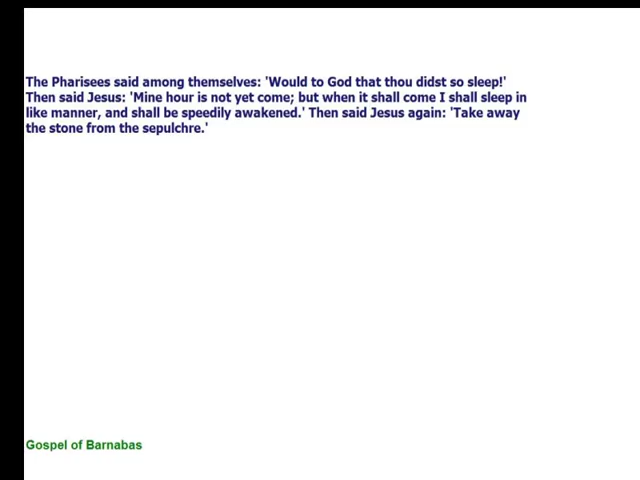 The Pharisees said among themselves: 'Would to God that thou didst so sleep!'
Then said Jesus: 'Mine hour is not yet come; but when it shall come I shall sleep in
like manner, and shall be speedily awakened.' Then said Jesus again: 'Take away
the stone from the sepulchre.'
Gospel of Barnabas